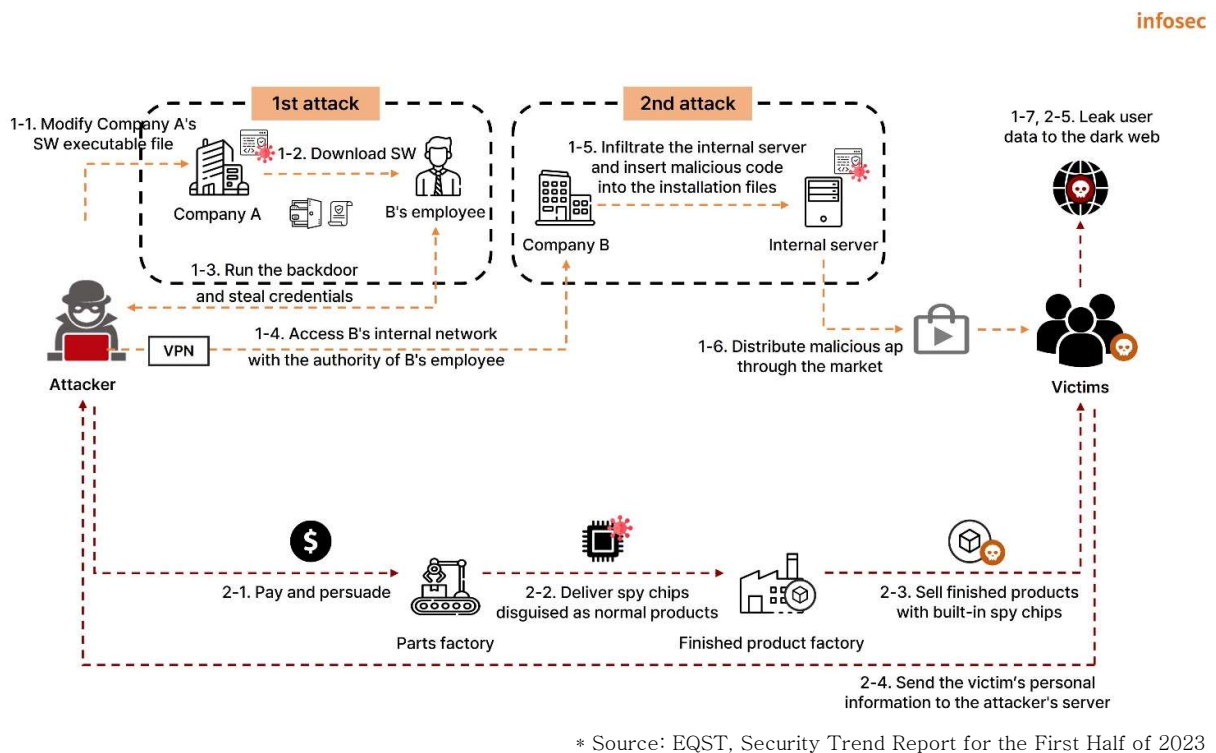 infosec
1st attack
2nd attack
1-1. Modify Company A's
SW executable file
1-2. Download SW
Company A
B's employee
1-3. Run the backdoor
and steal credentials
1-5. Infiltrate the internal server
and insert malicious code
into the installation files
Company B
Internal server
1-7, 2-5. Leak user
data to the dark web
1-4. Access B's internal network
with the authority of B's employee
VPN
Attacker
1-6. Distribute malicious ap
through the market
Victims
$
2-1. Pay and persuade
2-2. Deliver spy chips
disguised as normal products
2-3. Sell finished products
with built-in spy chips
Parts factory
Finished product factory
2-4. Send the victim's personal
information to the attacker's server
* Source: EQST, Security Trend Report for the First Half of 2023